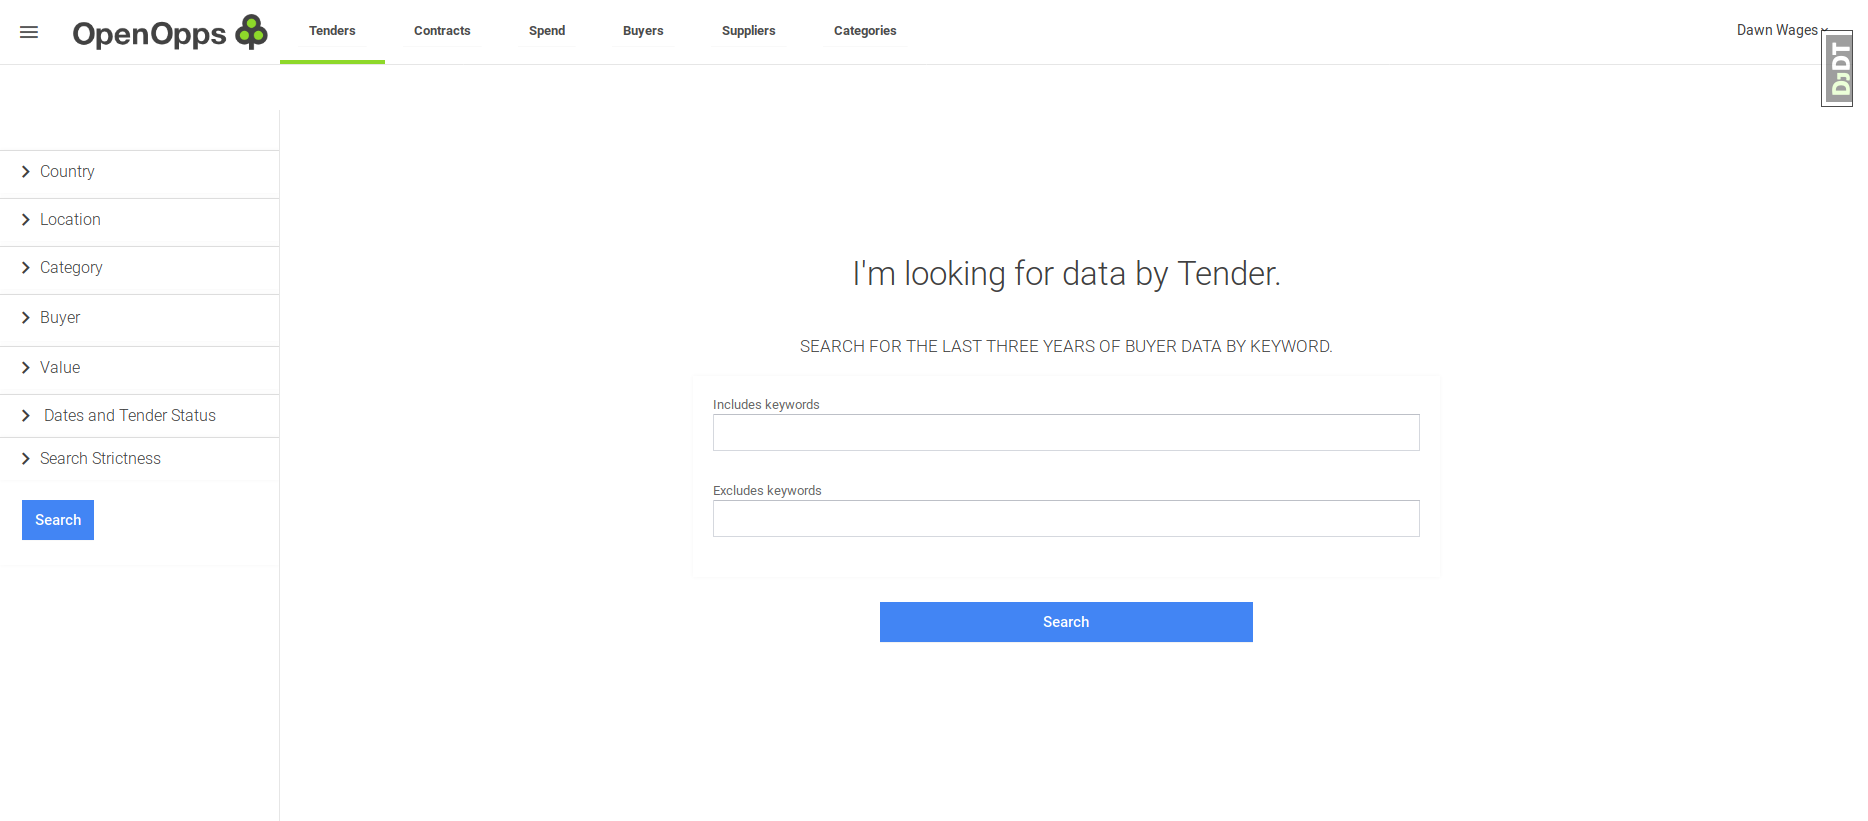 OpenOpps
Tenders
Contracts
Spend
Buyers
Suppliers
Categories
Dawn Wages
DJDT
Country
Location
Category
Buyer
Value
Dates and Tender Status
Search Strictness
Search
I'm looking for data by Tender.
SEARCH FOR THE LAST THREE YEARS OF BUYER DATA BY KEYWORD.
Includes keywords
Excludes keywords
Search